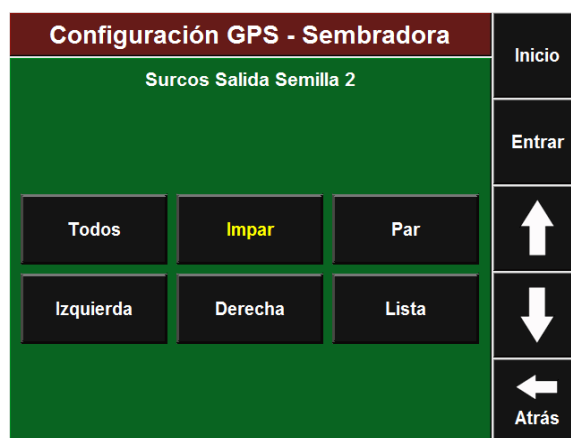 Configuración GPS - Sembradora
Surcos Salida Semilla 2
Todos
Impar
Par
Izquierda
Derecha
Lista
Inicio
Entrar
Atrás